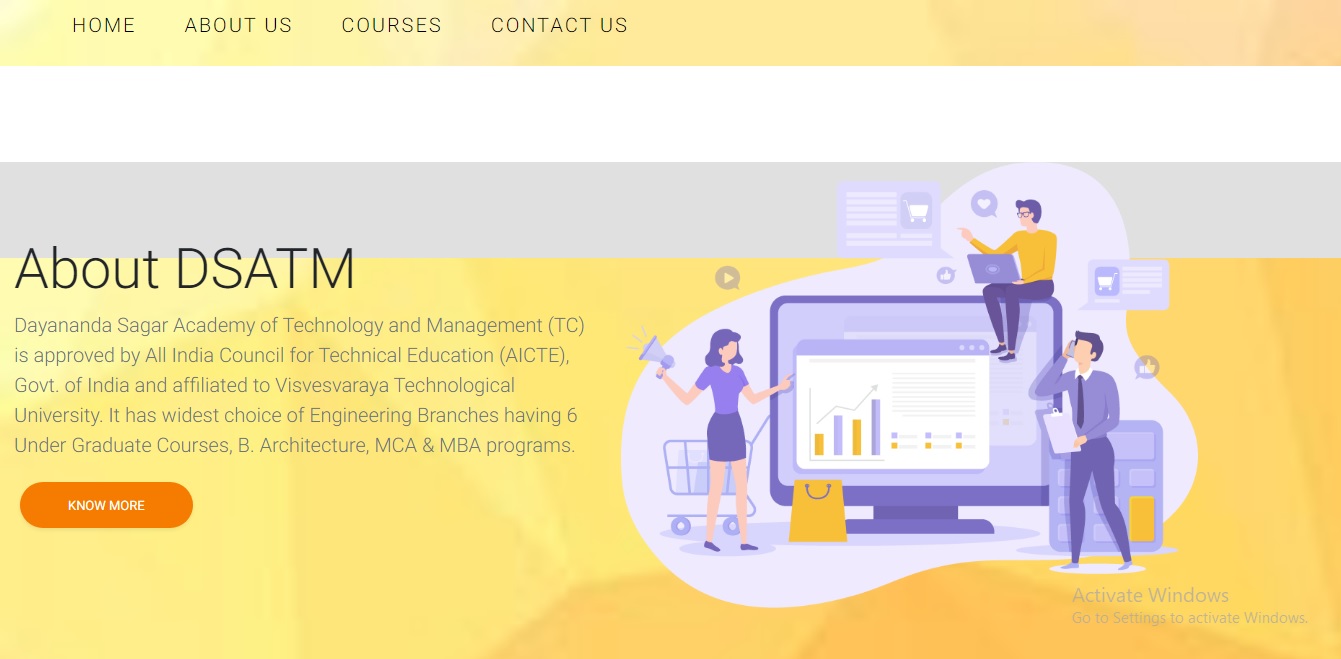 HOME ABOUT US COURSES CONTACT US
About DSATM
Dayananda Sagar Academy of Technology and Management (TC)
is approved by All India Council for Technical Education (AICTE),
Govt. of India and affiliated to Visvesvaraya Technological
University. It has widest choice of Engineering Branches having 6
Under Graduate Courses, B. Architecture, MCA & MBA programs.
KNOW MORE
Activate Windows
Go to Settings to activate Windows.